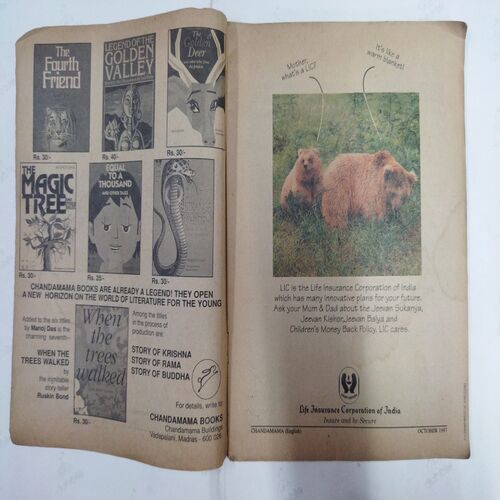 The
Fourth
Friend
LEGEND OF THE
GOLDEN
VALLEY
The
Golden
Deer
Rs. 30/-
Rs. 40/-
Rs. 30/-
THE
MAGIC
TREE
EQUAL
TO A
THOUSAND
AND OTHER TALES
Rs. 30/-
Rs. 25/-
Rs. 30/-
CHANDAMAMA BOOKS ARE ALREADY A LEGEND! THEY OPEN
A NEW HORIZON ON THE WORLD OF LITERATURE FOR THE YOUNG
Added to the six titles
by Manoj Das is the
charming seventh—
WHEN THE
TREES WALKED
by
the inimitable
story-teller
Ruskin Bond
When
the
trees
walked
Rs. 30/-
Among the titles
in the process of
production are:
STORY OF KRISHNA
STORY OF RAMA
STORY OF BUDDHA
For details, write to:
CHANDAMAMA BOOKS
Chandamama Buildings
Vadapalani, Madras - 600 026
Mother,
what's a LIC?
It's like a
warm blanket!
LIC is the Life Insurance Corporation of India
which has many innovative plans for your future.
Ask your Mum & Dad about the Jeevan Sukanya,
Jeevan Kishor, Jeevan Balya and
Children's Money Back Policy. LIC cares.
Life Insurance Corporation of India
Insure and be Secure
CHANDAMAMA (English)
OCTOBER 1997